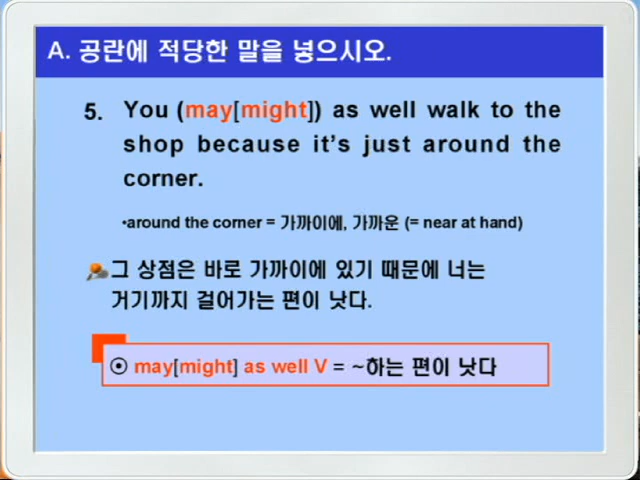 A. 공란에 적당한 말을 넣으시오.
5. You (may[might]) as well walk to the
shop because it's just around the
corner.
•around the corner = 가까이에, 가까운 (= near at hand)
그 상점은 바로 가까이에 있기 때문에 너는
거기까지 걸어가는 편이 낫다.
⊙ may[might] as well V = ~하는 편이 낫다